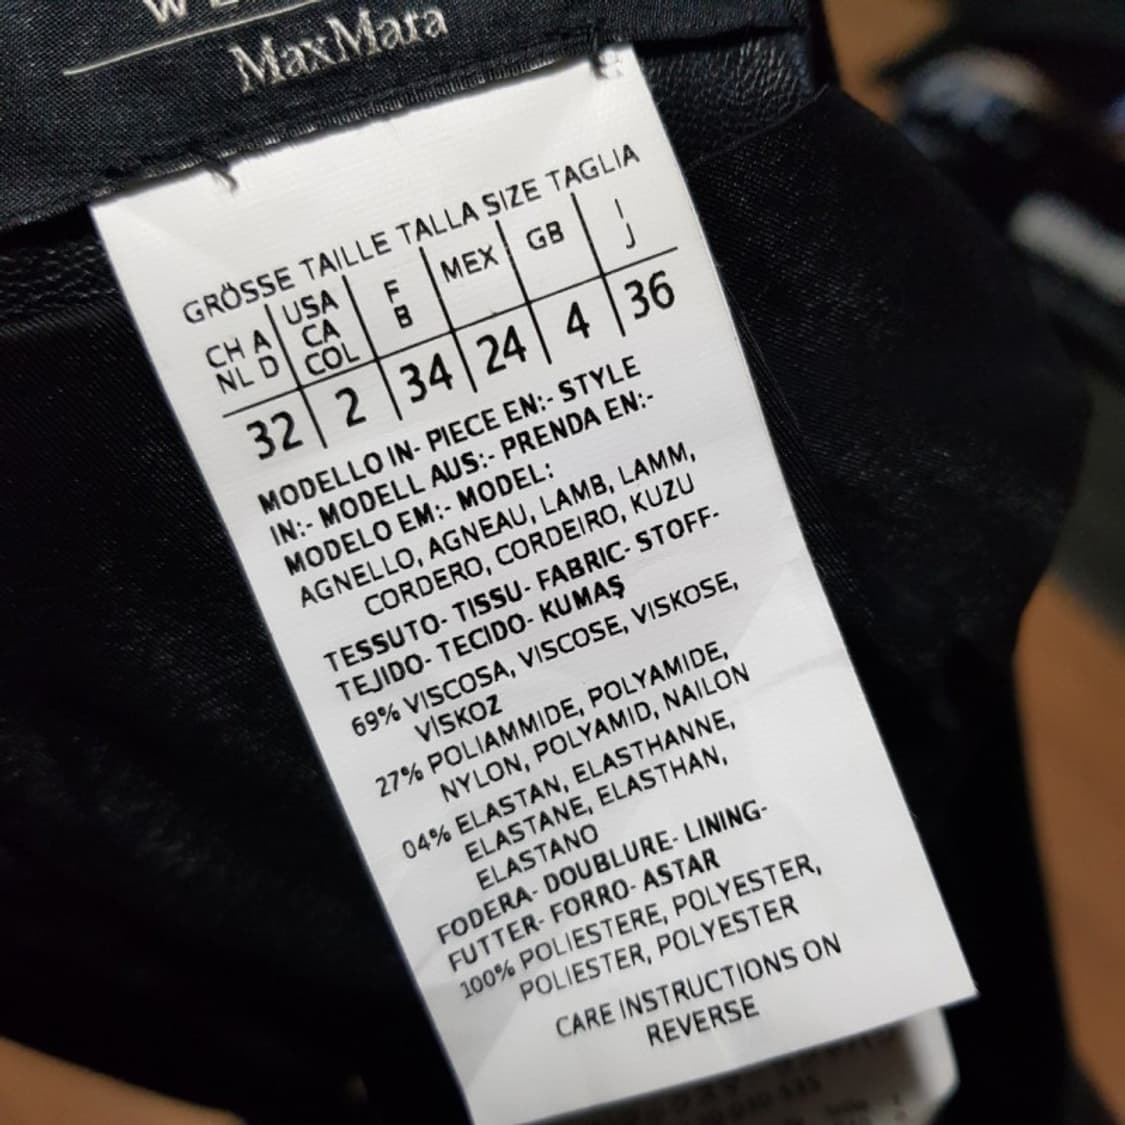 MaxMara
GRÖSSE TAILLE TALLA SIZE TAGLIA
CH A USA F MEX GB I
NL D CA B J
COL
32 2 34 24 4 36
MODELLO IN- PIECE EN:- STYLE
IN:- MODELL AUS:- PRENDA EN:-
MODELO EM:- MODEL:
AGNELLO, AGNEAU, LAMB, LAMM,
CORDERO, CORDEIRO, KUZU
TESSUTO- TISSU- FABRIC- STOFF-
TEJIDO- TECIDO- KUMAŞ
69% VISCOSA, VISCOSE, VISKOSE,
VİSKOZ
27% POLIAMMIDE, POLYAMIDE,
NYLON, POLYAMID, NAILON
04% ELASTAN, ELASTHANNE,
ELASTANE, ELASTHAN,
ELASTANO
FODERA- DOUBLURE- LINING-
FUTTER- FORRO- ASTAR
100% POLIESTERE, POLYESTER,
POLIESTER, POLYESTER
CARE INSTRUCTIONS ON
REVERSE